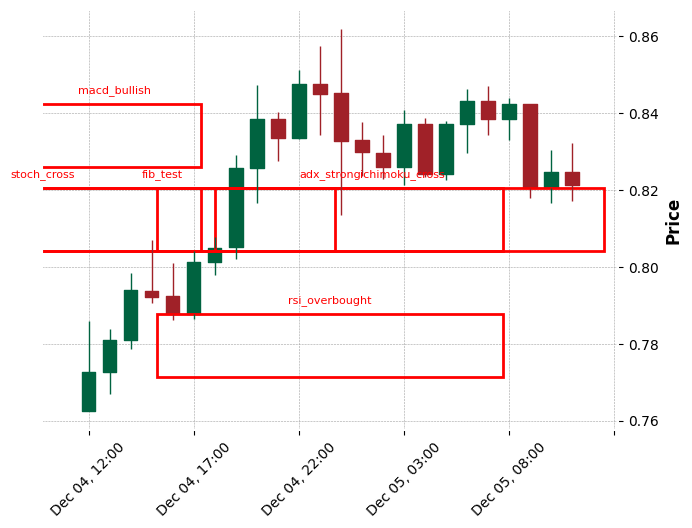 0.86
macd_bullish
0.84
stoch_cross
fib_test
adx_strong
ichimoku_cross
0.82
Price
0.80
rsi_overbought
0.78
0.76
Dec 04, 12:00
Dec 04, 17:00
Dec 04, 22:00
Dec 05, 03:00
Dec 05, 08:00